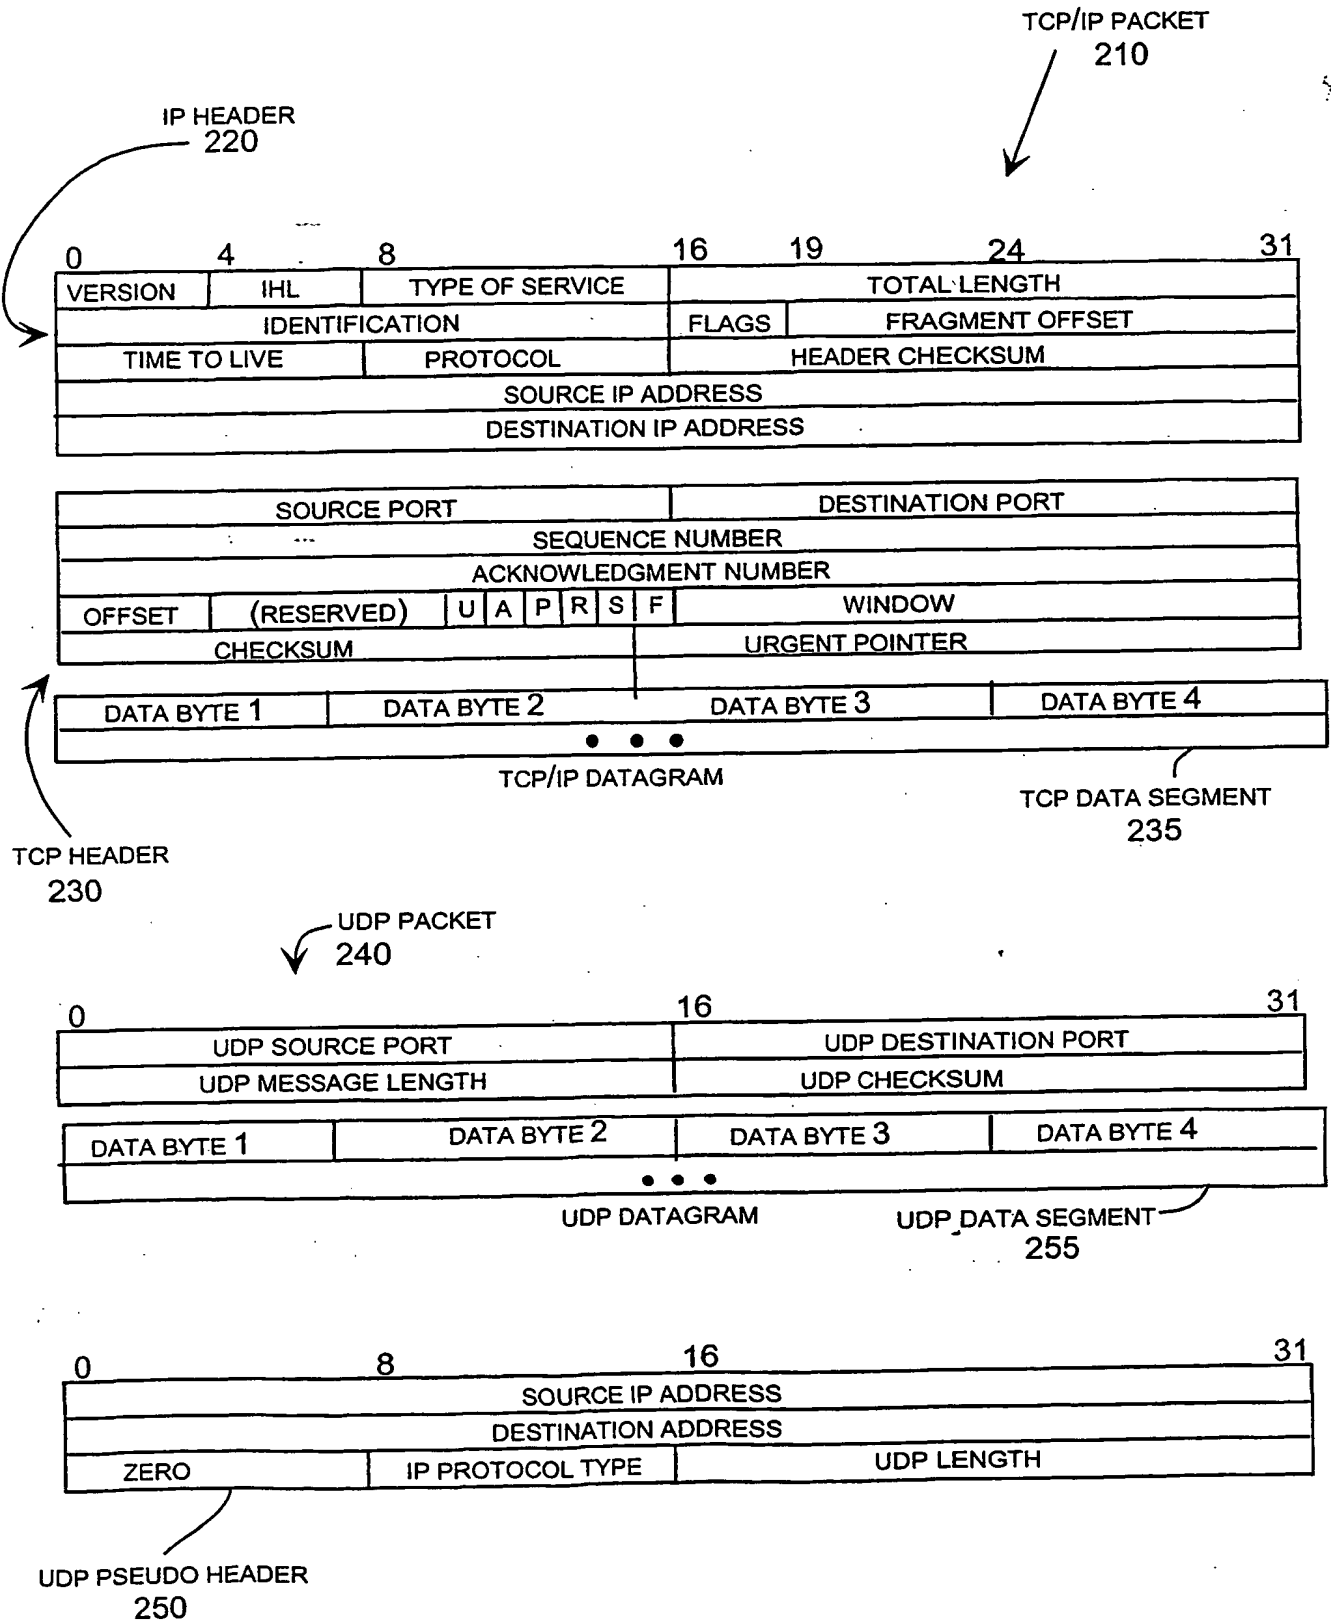 TCP/IP PACKET
210
IP HEADER
220
0 4 8 16 19 24 31
VERSION IHL TYPE OF SERVICE TOTAL LENGTH
IDENTIFICATION FLAGS FRAGMENT OFFSET
TIME TO LIVE PROTOCOL HEADER CHECKSUM
SOURCE IP ADDRESS
DESTINATION IP ADDRESS
SOURCE PORT DESTINATION PORT
SEQUENCE NUMBER
ACKNOWLEDGMENT NUMBER
OFFSET (RESERVED) U A P R S F WINDOW
CHECKSUM URGENT POINTER
DATA BYTE 1 DATA BYTE 2 DATA BYTE 3 DATA BYTE 4
• • •
TCP/IP DATAGRAM
TCP DATA SEGMENT
235
TCP HEADER
230
UDP PACKET
240
0 16 31
UDP SOURCE PORT UDP DESTINATION PORT
UDP MESSAGE LENGTH UDP CHECKSUM
DATA BYTE 1 DATA BYTE 2 DATA BYTE 3 DATA BYTE 4
• • •
UDP DATAGRAM
UDP DATA SEGMENT
255
0 8 16 31
SOURCE IP ADDRESS
DESTINATION ADDRESS
ZERO IP PROTOCOL TYPE UDP LENGTH
UDP PSEUDO HEADER
250